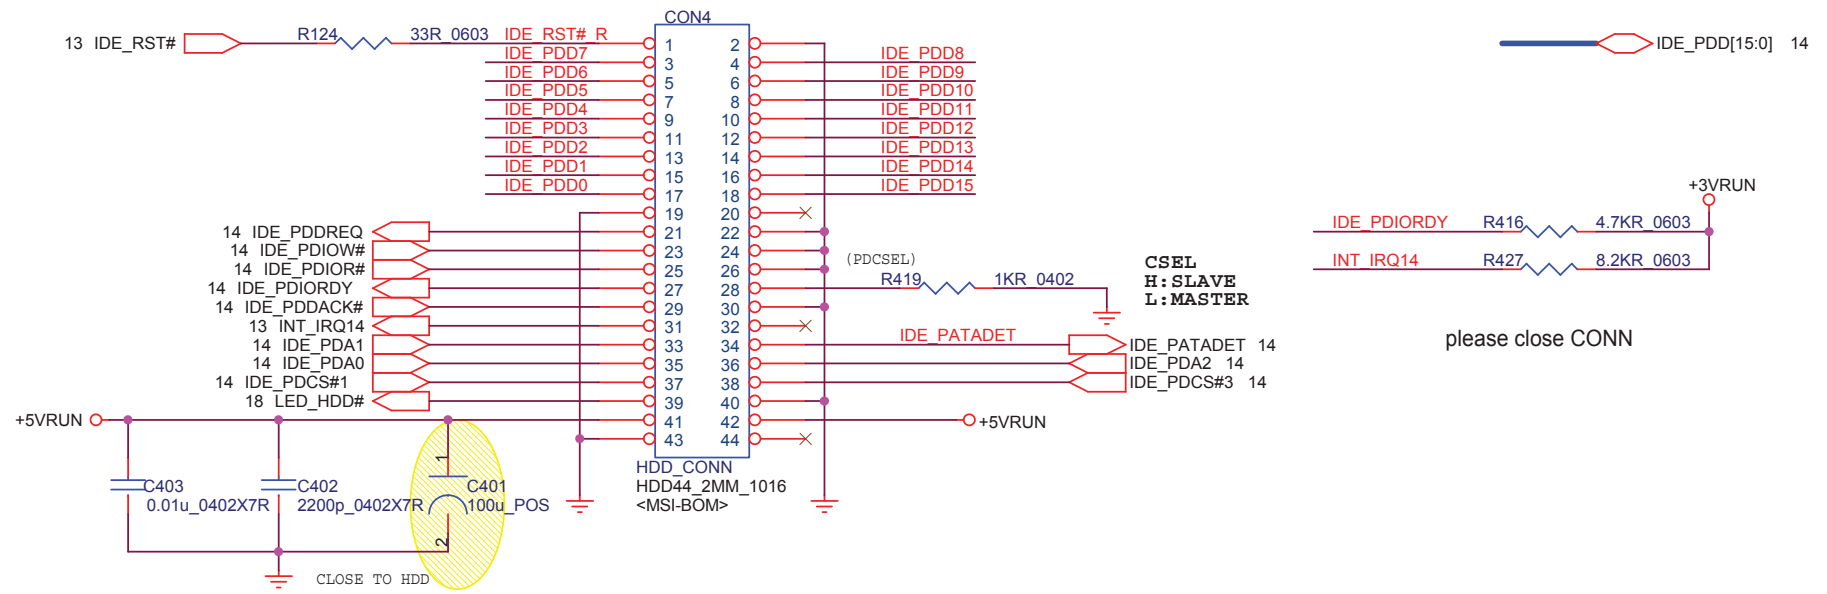 CON4
13 IDE_RST# R124 33R_0603 IDE_RST#_R 1 2
IDE_PDD7 3 4 IDE_PDD8
IDE_PDD6 5 6 IDE_PDD9
IDE_PDD5 7 8 IDE_PDD10
IDE_PDD4 9 10 IDE_PDD11
IDE_PDD3 11 12 IDE_PDD12
IDE_PDD2 13 14 IDE_PDD13
IDE_PDD1 15 16 IDE_PDD14
IDE_PDD0 17 18 IDE_PDD15
19 20
14 IDE_PDDREQ 21 22
14 IDE_PDIOW# 23 24
14 IDE_PDIOR# 25 26
(PDCSEL)
14 IDE_PDIORDY 27 28 R419 1KR_0402
14 IDE_PDDACK# 29 30
13 INT_IRQ14 31 32
14 IDE_PDA1 33 34 IDE_PATADET IDE_PATADET 14
14 IDE_PDA0 35 36 IDE_PDA2 14
14 IDE_PDCS#1 37 38 IDE_PDCS#3 14
18 LED_HDD# 39 40
+5VRUN 41 42 +5VRUN
43 44
HDD_CONN
HDD44_2MM_1016
<MSI-BOM>
CSEL
H:SLAVE
L:MASTER
C403
0.01u_0402X7R
C402
2200p_0402X7R
1
C401
100u_POS
2
CLOSE TO HDD
IDE_PDD[15:0] 14
+3VRUN
IDE_PDIORDY R416 4.7KR_0603
INT_IRQ14 R427 8.2KR_0603
please close CONN